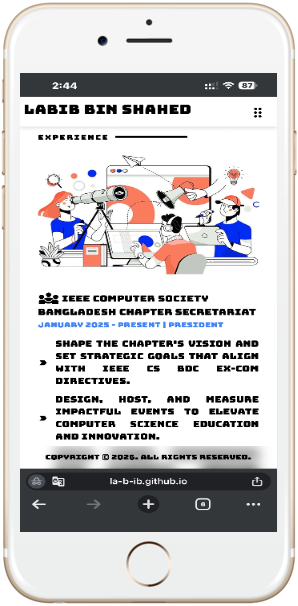 2:44
87
LABIB BIN SHAHED
EXPERIENCE
IEEE COMPUTER SOCIETY
BANGLADESH CHAPTER SECRETARIAT
JANUARY 2025 - PRESENT | PRESIDENT
SHAPE THE CHAPTER'S VISION AND
SET STRATEGIC GOALS THAT ALIGN
WITH IEEE CS BDC EX-COM
DIRECTIVES.
DESIGN, HOST, AND MEASURE
IMPACTFUL EVENTS TO ELEVATE
COMPUTER SCIENCE EDUCATION
AND INNOVATION.
COPYRIGHT © 2025. ALL RIGHTS RESERVED.
la-b-ib.github.io